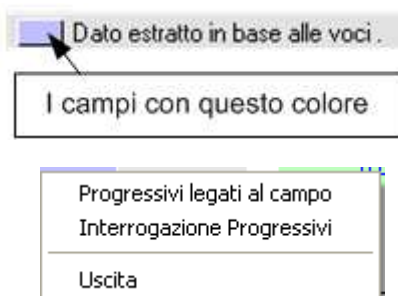 Dato estratto in base alle voci .
I campi con questo colore
Progressivi legati al campo
Interrogazione Progressivi
Uscita